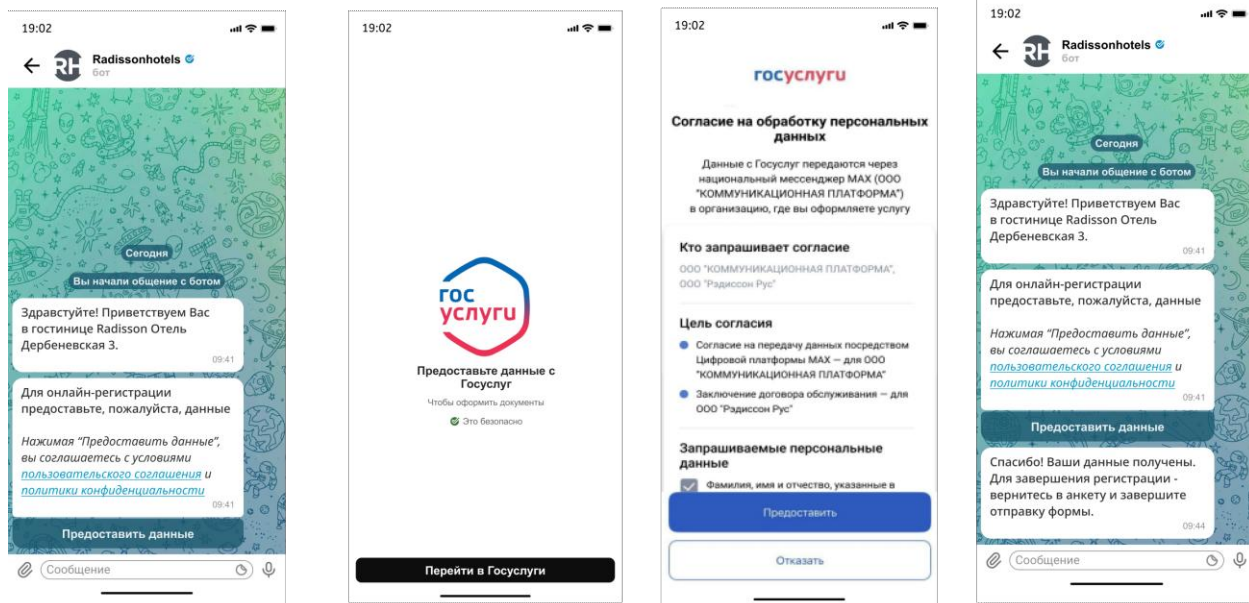 19:02
RH
Radissonhotels
бот
Сегодня
Вы начали общение с ботом
Здравстуйте! Приветствуем Вас
в гостинице Radisson Отель
Дербеневская 3.
09:41
Для онлайн-регистрации
предоставьте, пожалуйста, данные
Нажимая “Предоставить данные”,
вы соглашаетесь с условиями
пользовательского соглашения и
политики конфиденциальности
09:41
Предоставить данные
Сообщение
19:02
гос
услуги
Предоставьте данные с
Госуслуг
Чтобы оформить документы
Это безопасно
Перейти в Госуслуги
19:02
госуслуги
Согласие на обработку персональных
данных
Данные с Госуслуг передаются через
национальный мессенджер MAX (ООО
"КОММУНИКАЦИОННАЯ ПЛАТФОРМА")
в организацию, где вы оформляете услугу
Кто запрашивает согласие
ООО "КОММУНИКАЦИОННАЯ ПЛАТФОРМА",
ООО "Рэдиссон Рус"
Цель согласия
Согласие на передачу данных посредством
Цифровой платформы MAX — для ООО
"КОММУНИКАЦИОННАЯ ПЛАТФОРМА"
Заключение договора обслуживания — для
ООО "Рэдиссон Рус"
Запрашиваемые персональные
данные
Фамилия, имя и отчество, указанные в
Предоставить
Отказать
19:02
RH
Radissonhotels
бот
Сегодня
Вы начали общение с ботом
Здравстуйте! Приветствуем Вас
в гостинице Radisson Отель
Дербеневская 3.
09:41
Для онлайн-регистрации
предоставьте, пожалуйста, данные
Нажимая “Предоставить данные”,
вы соглашаетесь с условиями
пользовательского соглашения и
политики конфиденциальности
09:41
Предоставить данные
Спасибо! Ваши данные получены.
Для завершения регистрации -
вернитесь в анкету и завершите
отправку формы.
09:44
Сообщение